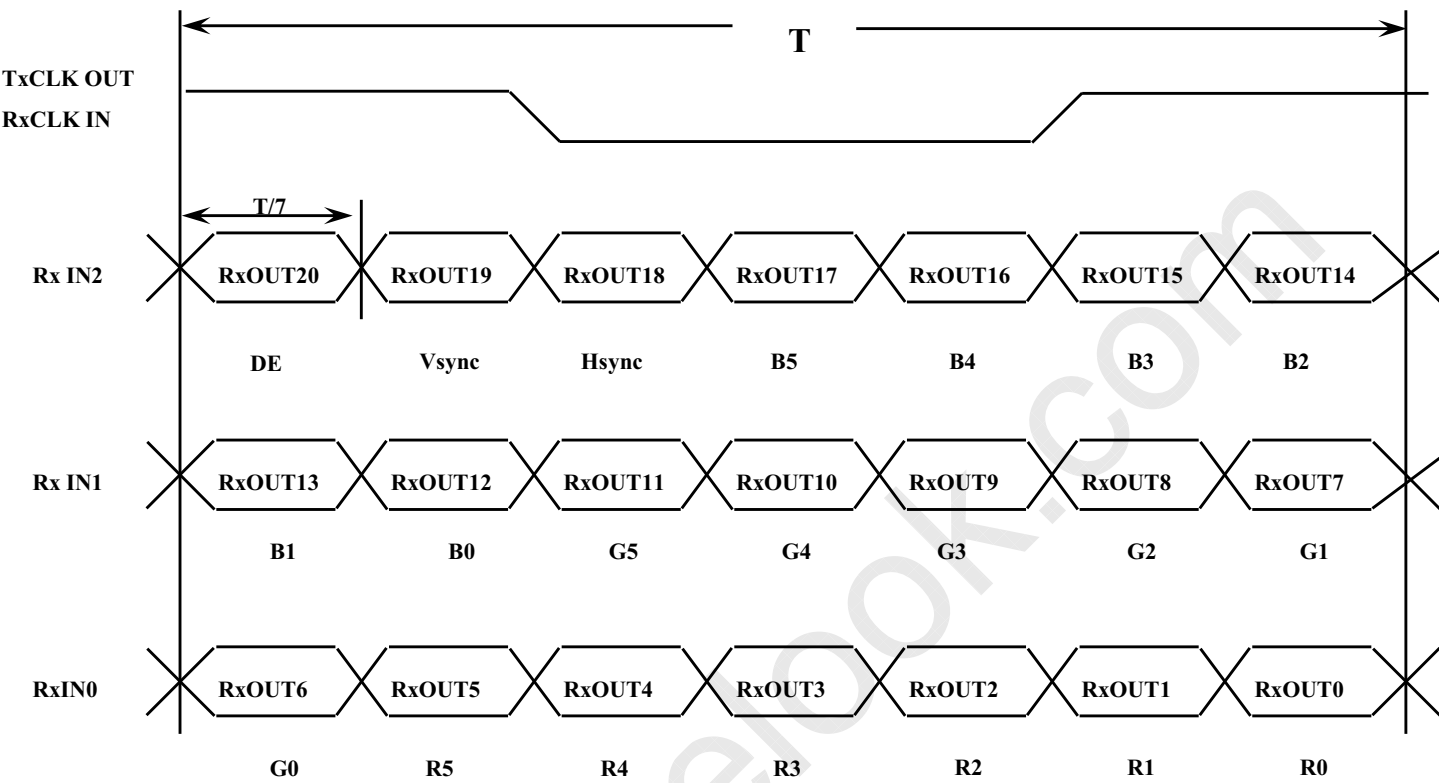 T
TxCLK OUT
RxCLK IN
T/7
Rx IN2 RxOUT20 RxOUT19 RxOUT18 RxOUT17 RxOUT16 RxOUT15 RxOUT14
DE Vsync Hsync B5 B4 B3 B2
Rx IN1 RxOUT13 RxOUT12 RxOUT11 RxOUT10 RxOUT9 RxOUT8 RxOUT7
B1 B0 G5 G4 G3 G2 G1
RxIN0 RxOUT6 RxOUT5 RxOUT4 RxOUT3 RxOUT2 RxOUT1 RxOUT0
G0 R5 R4 R3 R2 R1 R0
elook.com